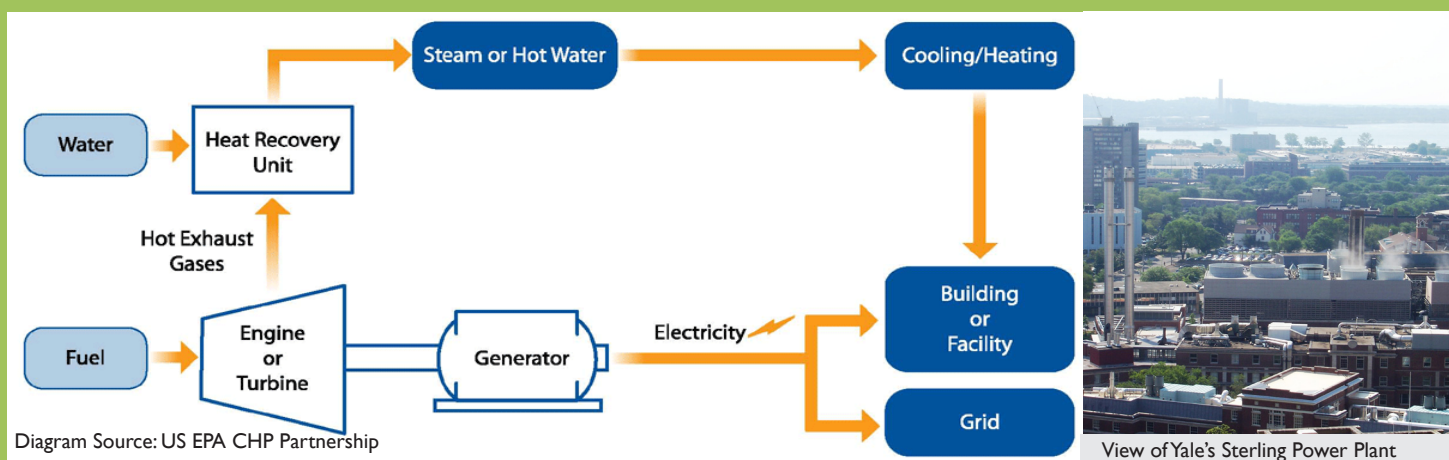 Steam or Hot Water
Cooling/Heating
Water
Heat Recovery
Unit
Hot Exhaust
Gases
Fuel
Engine
or
Turbine
Generator
Electricity
Building
or
Facility
Grid
Diagram Source: US EPA CHP Partnership
View of Yale's Sterling Power Plant